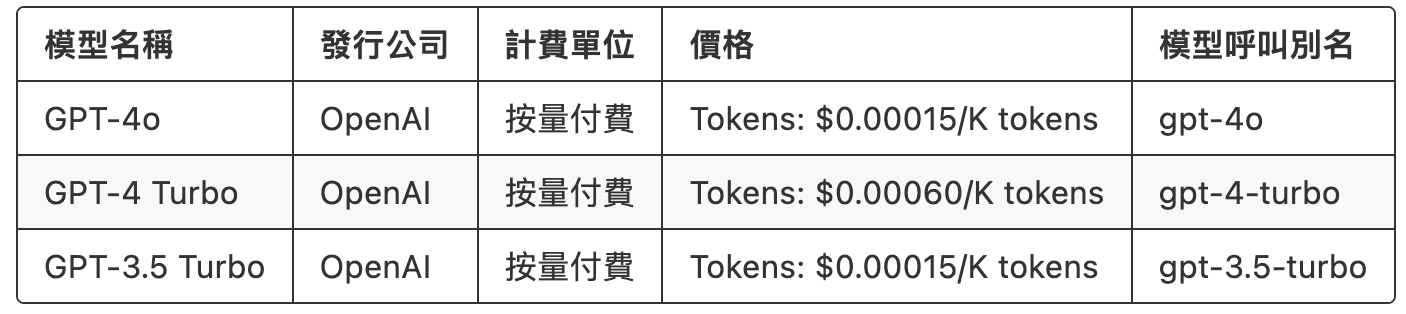 模型名稱 發行公司 計費單位 價格 模型呼叫別名
GPT-4o OpenAI 按量付費 Tokens: $0.00015/K tokens gpt-4o
GPT-4 Turbo OpenAI 按量付費 Tokens: $0.00060/K tokens gpt-4-turbo
GPT-3.5 Turbo OpenAI 按量付費 Tokens: $0.00015/K tokens gpt-3.5-turbo